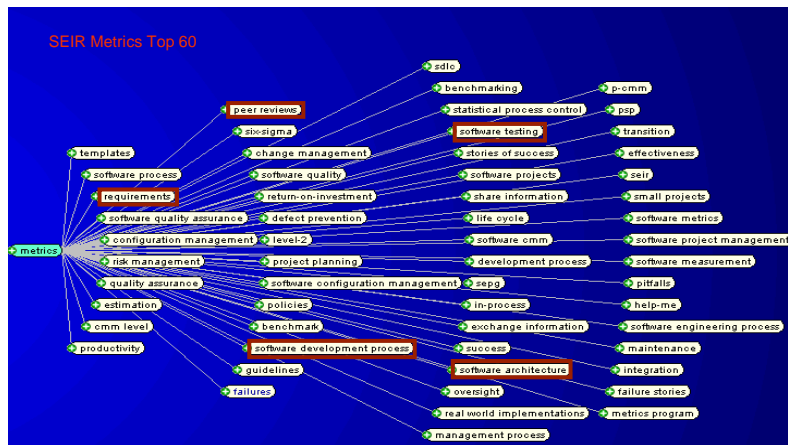 SEIR Metrics Top 60
sdlc
benchmarking
p-cmm
peer reviews
statistical process control
psp
six-sigma
software testing
transition
templates
change management
stories of success
effectiveness
software process
software quality
software projects
seir
requirements
return-on-investment
share information
small projects
software quality assurance
defect prevention
life cycle
software metrics
metrics
configuration management
level-2
software cmm
software project management
risk management
project planning
development process
software measurement
quality assurance
software configuration management
sepg
pitfalls
estimation
policies
in-process
help-me
cmm level
benchmark
exchange information
software engineering process
productivity
software development process
success
maintenance
guidelines
software architecture
integration
failures
oversight
failure stories
real world implementations
metrics program
management process